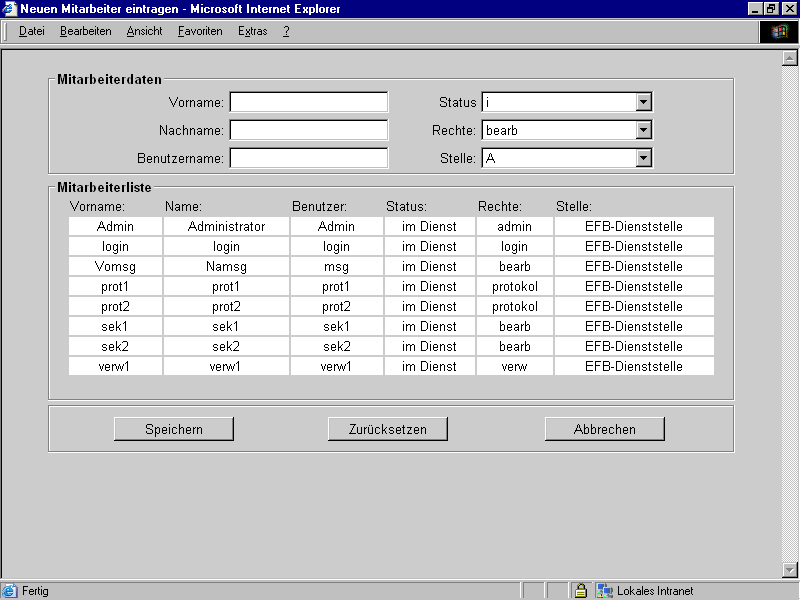 Neuen Mitarbeiter eintragen - Microsoft Internet Explorer
Datei Bearbeiten Ansicht Favoriten Extras ?
Mitarbeiterdaten
Vorname: Status i
Nachname: Rechte: bearb
Benutzername: Stelle: A
Mitarbeiterliste
Vorname: Name: Benutzer: Status: Rechte: Stelle:
Admin Administrator Admin im Dienst admin EFB-Dienststelle
login login login im Dienst login EFB-Dienststelle
Vomsg Namsg msg im Dienst bearb EFB-Dienststelle
prot1 prot1 prot1 im Dienst protokol EFB-Dienststelle
prot2 prot2 prot2 im Dienst protokol EFB-Dienststelle
sek1 sek1 sek1 im Dienst bearb EFB-Dienststelle
sek2 sek2 sek2 im Dienst bearb EFB-Dienststelle
verw1 verw1 verw1 im Dienst verw EFB-Dienststelle
Speichern Zurücksetzen Abbrechen
Fertig Lokales Intranet